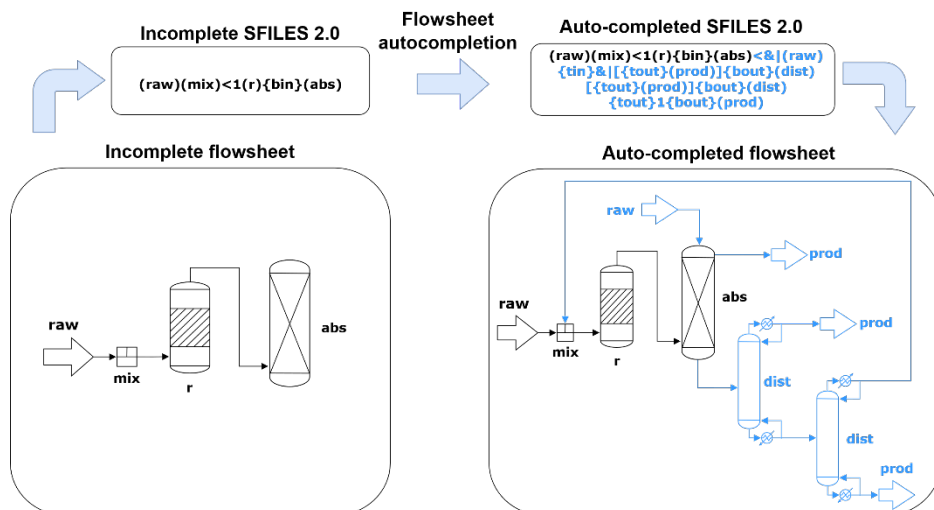 Incomplete SFILES 2.0
(raw)(mix)<1(r){bin}(abs)
Flowsheet
autocompletion
Auto-completed SFILES 2.0
(raw)(mix)<1(r){bin}(abs)<&|(raw)
{tin}&|[{tout}(prod)]{bout}(dist)
[{tout}(prod)]{bout}(dist)
{tout}1{bout}(prod)
Incomplete flowsheet
raw
mix
r
abs
Auto-completed flowsheet
raw
prod
raw
abs
mix
r
prod
dist
dist
prod